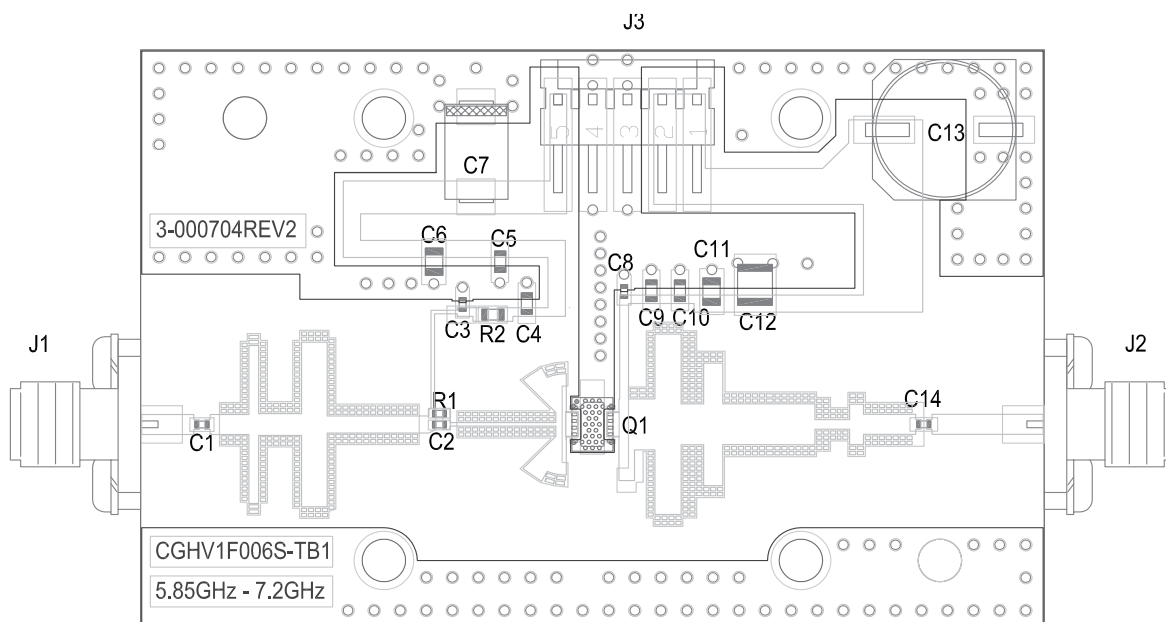 J3
5 4 3 2 1
C13
C7
3-000704REV2
C6
C5
C8
C11
C3
R2
C4
C9
C10
C12
J1
J2
R1
C2
C1
Q1
C14
CGHV1F006S-TB1
5.85GHz - 7.2GHz